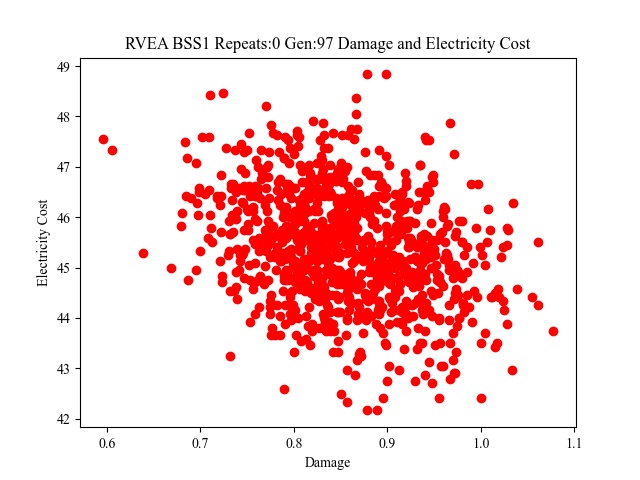 RVEA BSS1 Repeats:0 Gen:97 Damage and Electricity Cost
49
48
47
46
45
44
43
42
Electricity Cost
0.6 0.7 0.8 0.9 1.0 1.1
Damage